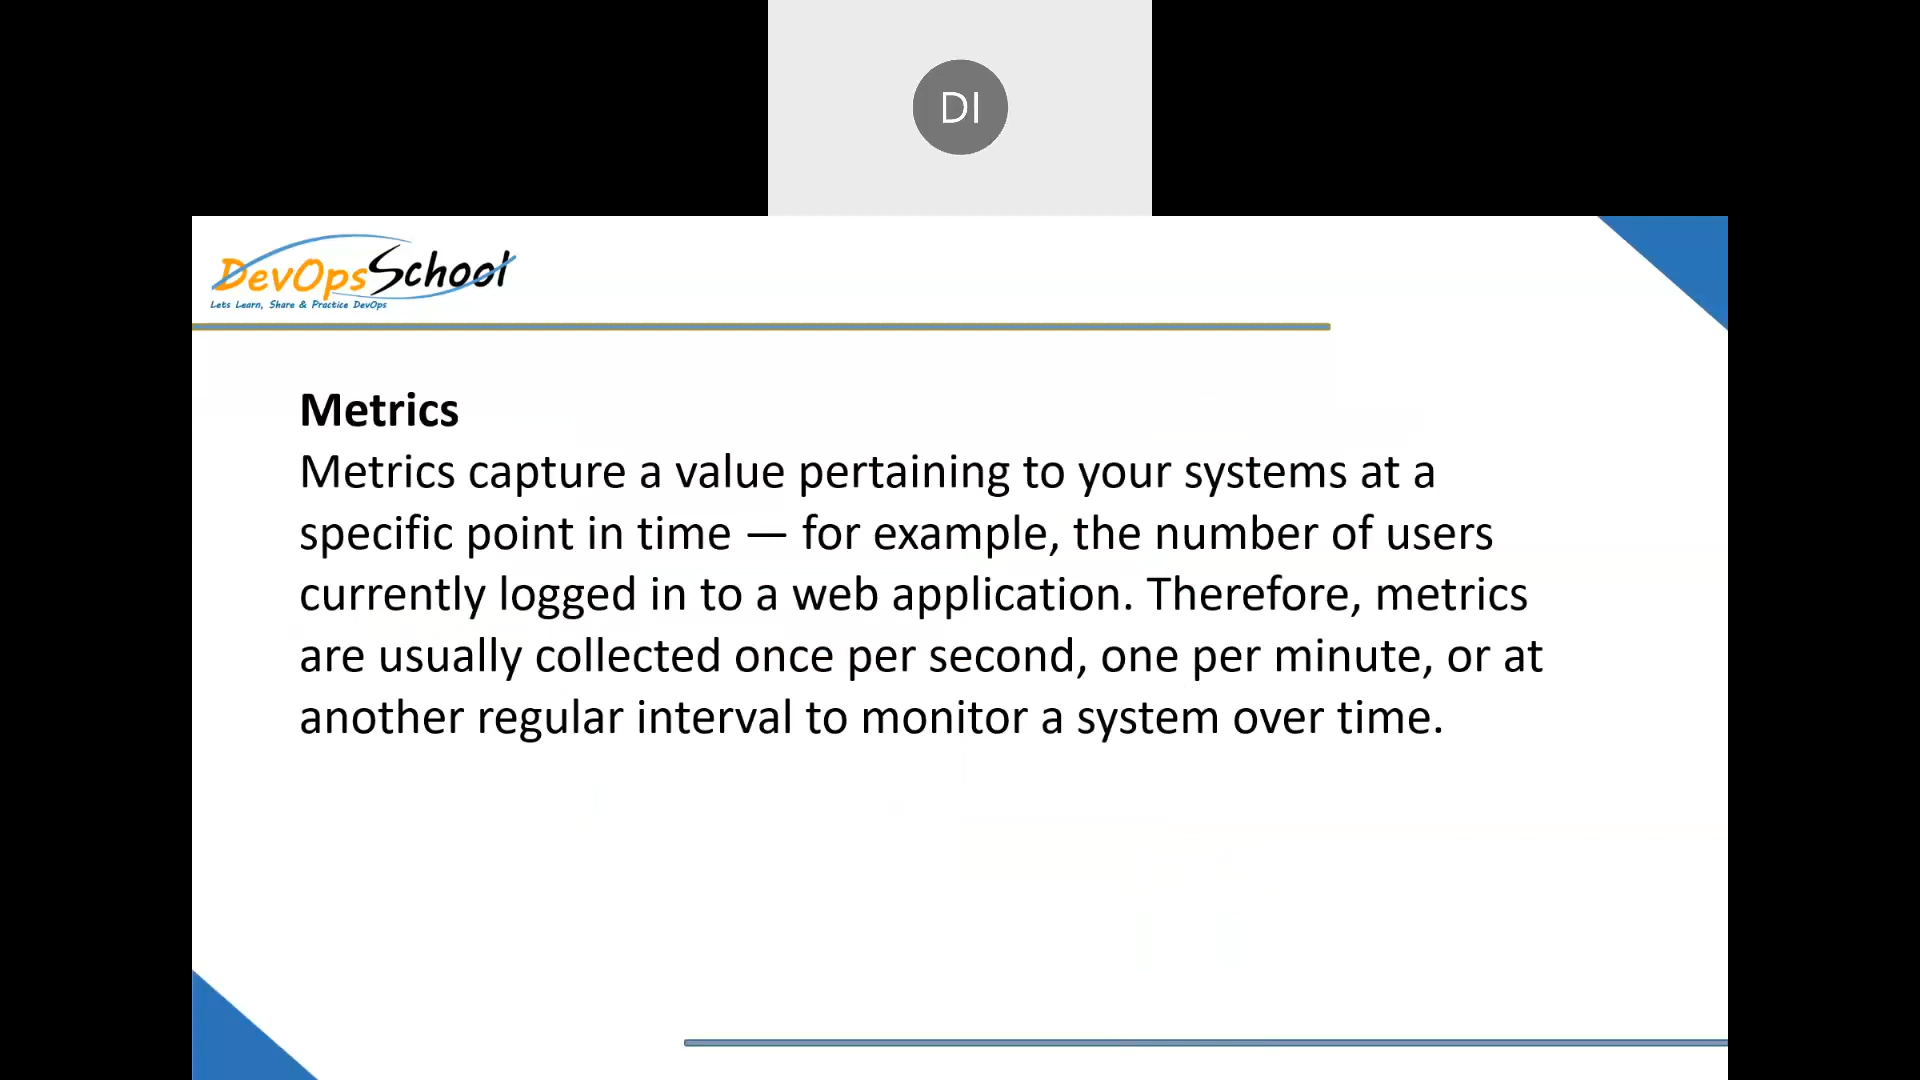 DI
DevOpsSchool
Lets Learn, Share & Practice DevOps
Metrics
Metrics capture a value pertaining to your systems at a
specific point in time — for example, the number of users
currently logged in to a web application. Therefore, metrics
are usually collected once per second, one per minute, or at
another regular interval to monitor a system over time.